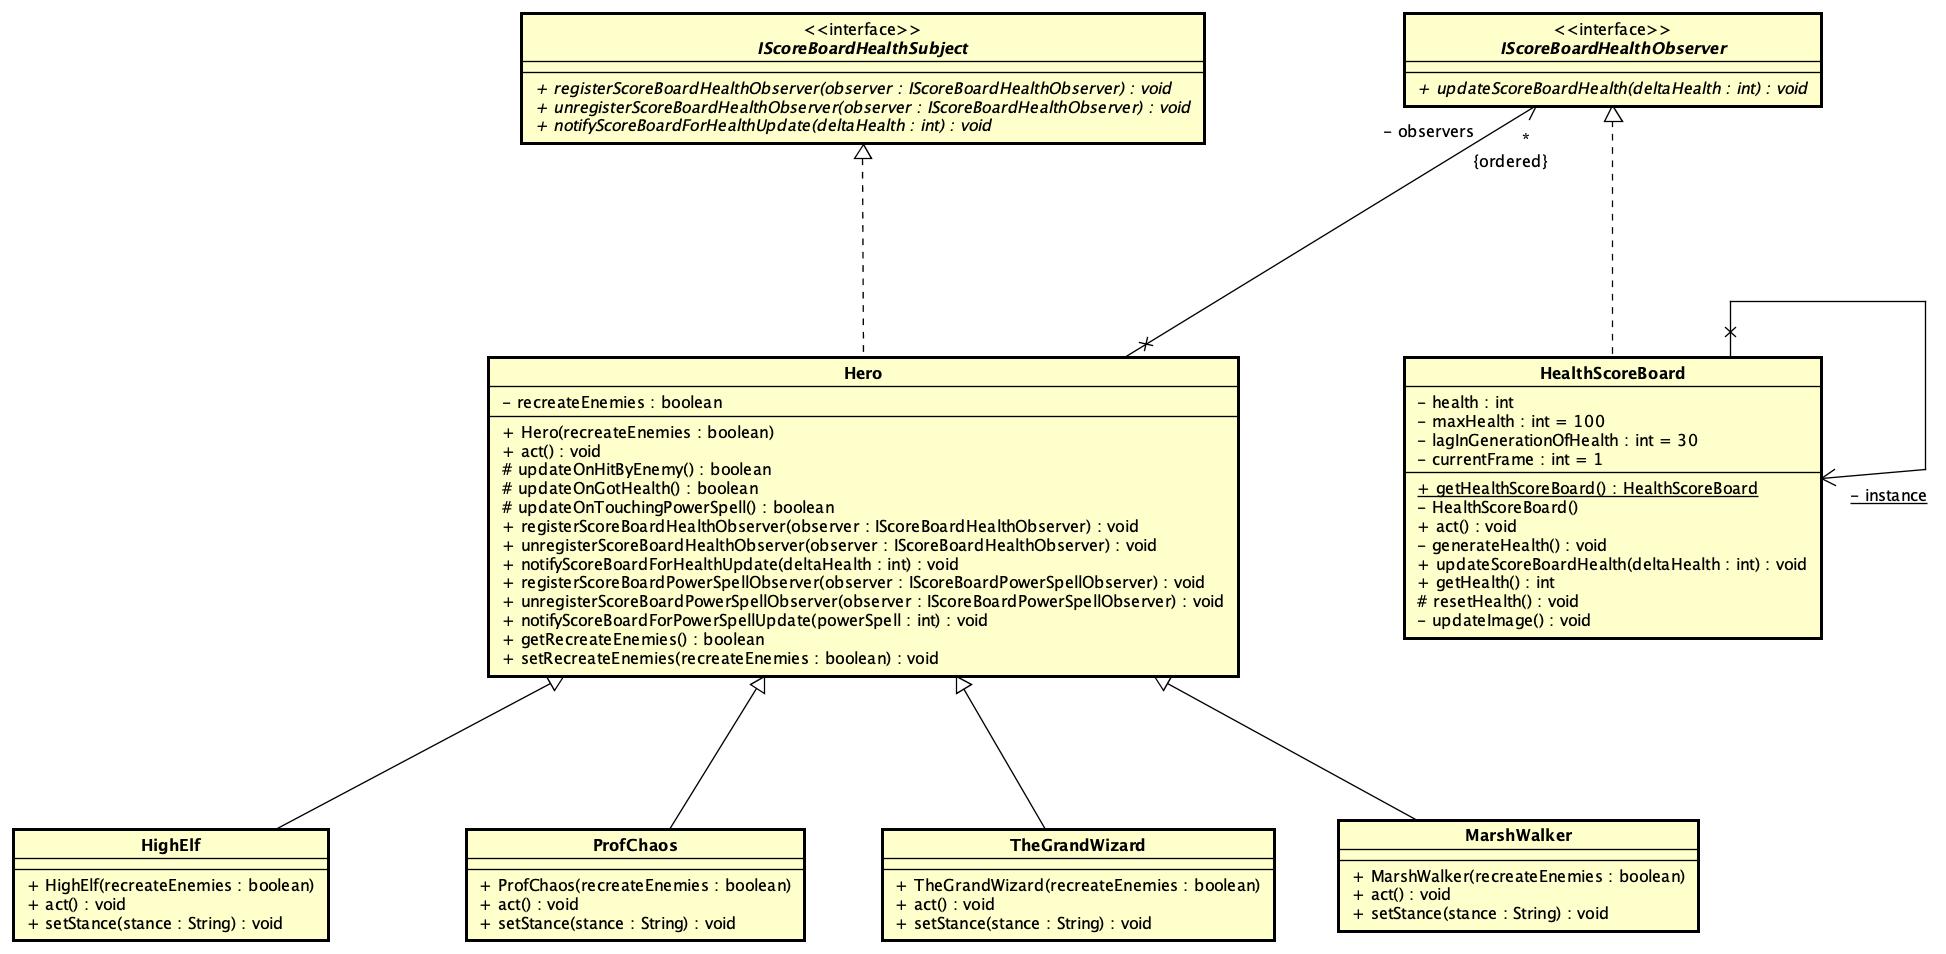 <<interface>>
IScoreBoardHealthSubject
+ registerScoreBoardHealthObserver(observer : IScoreBoardHealthObserver) : void
+ unregisterScoreBoardHealthObserver(observer : IScoreBoardHealthObserver) : void
+ notifyScoreBoardForHealthUpdate(deltaHealth : int) : void
<<interface>>
IScoreBoardHealthObserver
+ updateScoreBoardHealth(deltaHealth : int) : void
- observers
*
{ordered}
Hero
- recreateEnemies : boolean
+ Hero(recreateEnemies : boolean)
+ act() : void
# updateOnHitByEnemy() : boolean
# updateOnGotHealth() : boolean
# updateOnTouchingPowerSpell() : boolean
+ registerScoreBoardHealthObserver(observer : IScoreBoardHealthObserver) : void
+ unregisterScoreBoardHealthObserver(observer : IScoreBoardHealthObserver) : void
+ notifyScoreBoardForHealthUpdate(deltaHealth : int) : void
+ registerScoreBoardPowerSpellObserver(observer : IScoreBoardPowerSpellObserver) : void
+ unregisterScoreBoardPowerSpellObserver(observer : IScoreBoardPowerSpellObserver) : void
+ notifyScoreBoardForPowerSpellUpdate(powerSpell : int) : void
+ getRecreateEnemies() : boolean
+ setRecreateEnemies(recreateEnemies : boolean) : void
HealthScoreBoard
- health : int
- maxHealth : int = 100
- lagInGenerationOfHealth : int = 30
- currentFrame : int = 1
+ getHealthScoreBoard() : HealthScoreBoard
- HealthScoreBoard()
+ act() : void
- generateHealth() : void
+ updateScoreBoardHealth(deltaHealth : int) : void
+ getHealth() : int
# resetHealth() : void
- updateImage() : void
- instance
HighElf
+ HighElf(recreateEnemies : boolean)
+ act() : void
+ setStance(stance : String) : void
ProfChaos
+ ProfChaos(recreateEnemies : boolean)
+ act() : void
+ setStance(stance : String) : void
TheGrandWizard
+ TheGrandWizard(recreateEnemies : boolean)
+ act() : void
+ setStance(stance : String) : void
MarshWalker
+ MarshWalker(recreateEnemies : boolean)
+ act() : void
+ setStance(stance : String) : void